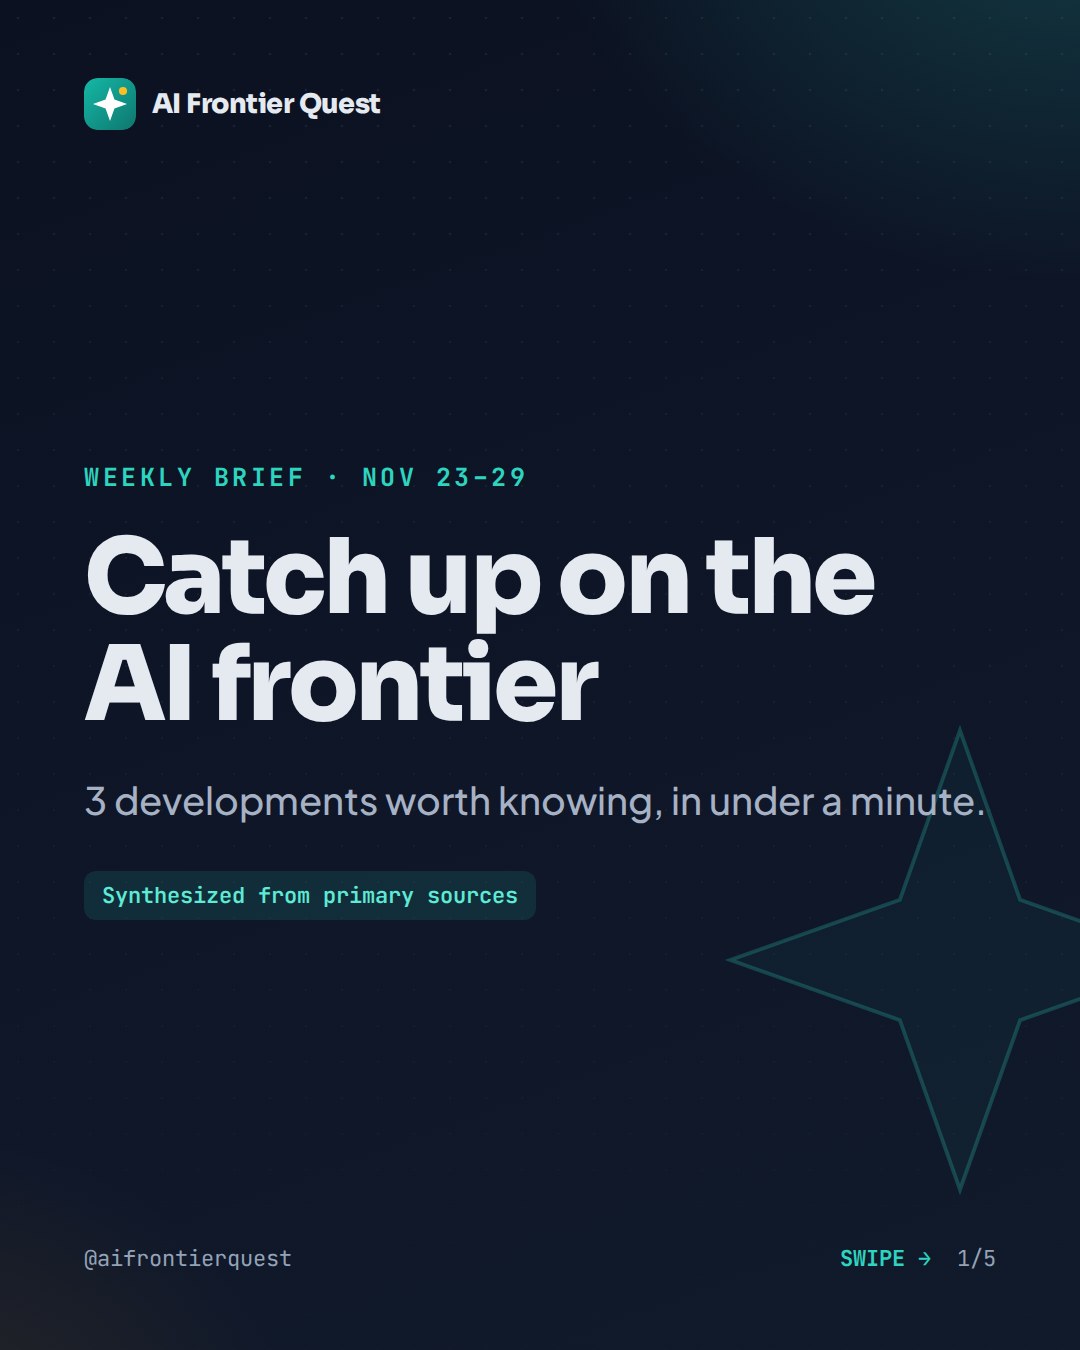 AI Frontier Quest
WEEKLY BRIEF · NOV 23–29
Catch up on the
AI frontier
3 developments worth knowing, in under a minute.
Synthesized from primary sources
@aifrontierquest
SWIPE → 1/5